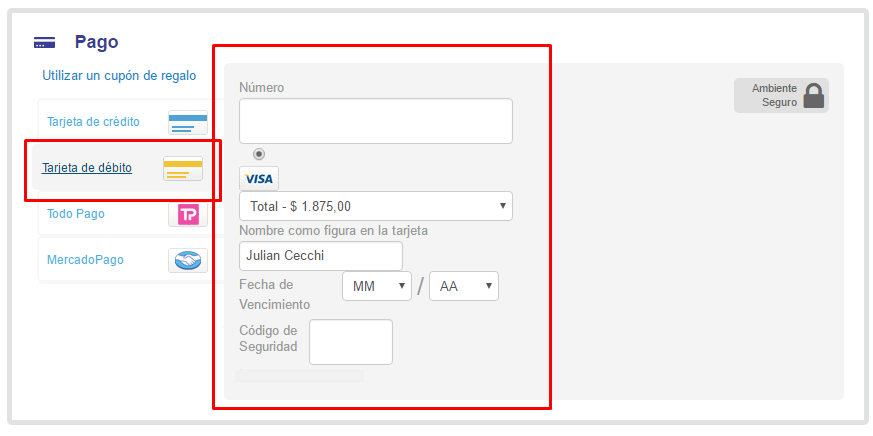 Pago
Utilizar un cupón de regalo
Tarjeta de crédito
Tarjeta de débito
Todo Pago
TP
MercadoPago
Número
VISA
Total - $ 1.875,00
Nombre como figura en la tarjeta
Julian Cecchi
Fecha de
Vencimiento
MM / AA
Código de
Seguridad
Ambiente
Seguro